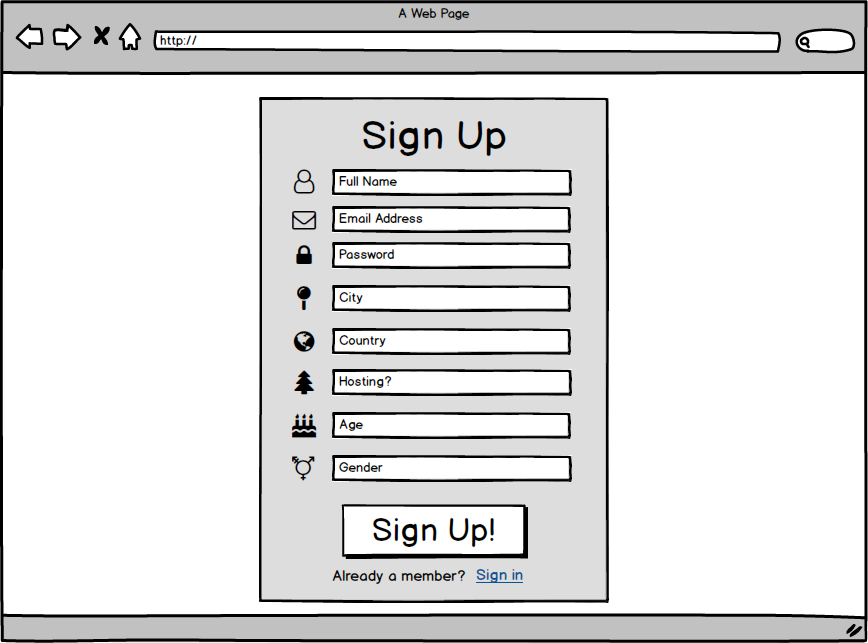 A Web Page
http://
Sign Up
Full Name
Email Address
Password
City
Country
Hosting?
Age
Gender
Sign Up!
Already a member? Sign in